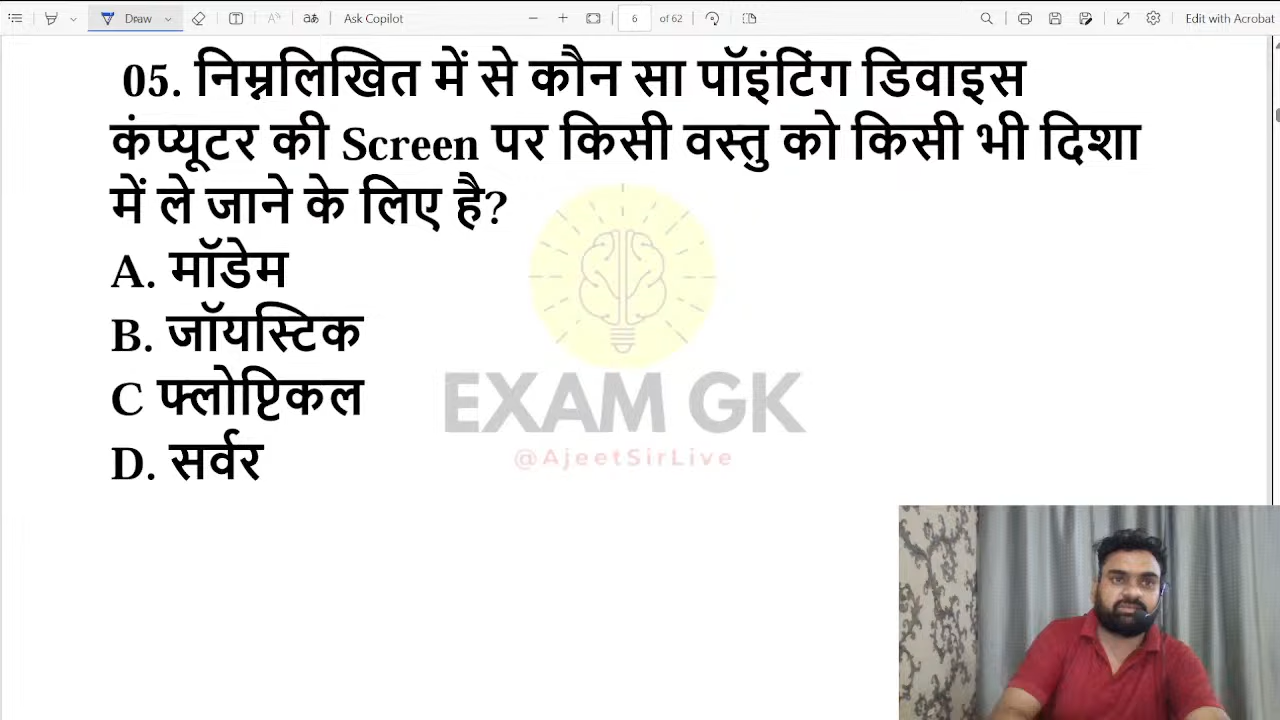 Draw
Ask Copilot
6
of 62
Edit with Acrobat
05. निम्नलिखित में से कौन सा पॉइंटिंग डिवाइस
कंप्यूटर की Screen पर किसी वस्तु को किसी भी दिशा
में ले जाने के लिए है?
A. मॉडेम
B. जॉयस्टिक
C फ्लोप्टिकल
D. सर्वर
EXAM GK
@AjeetSirLive